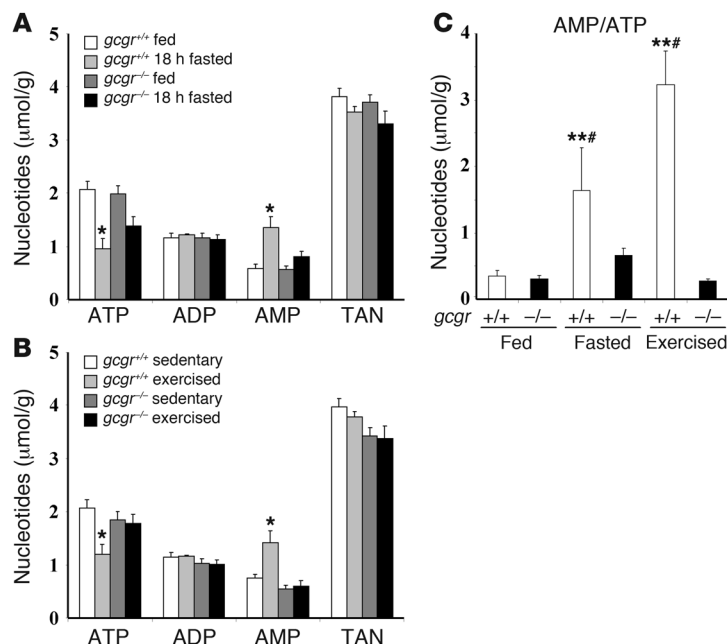 A
gcgr+/+ fed
gcgr+/+ 18 h fasted
gcgr−/− fed
gcgr−/− 18 h fasted
Nucleotides (μmol/g)
5
4
3
2
1
0
*
*
ATP ADP AMP TAN
B
gcgr+/+ sedentary
gcgr+/+ exercised
gcgr−/− sedentary
gcgr−/− exercised
Nucleotides (μmol/g)
5
4
3
2
1
0
*
*
ATP ADP AMP TAN
C
AMP/ATP
Nucleotides (μmol/g)
4
3
2
1
0
**#
**#
gcgr +/+ −/− +/+ −/− +/+ −/−
Fed Fasted Exercised